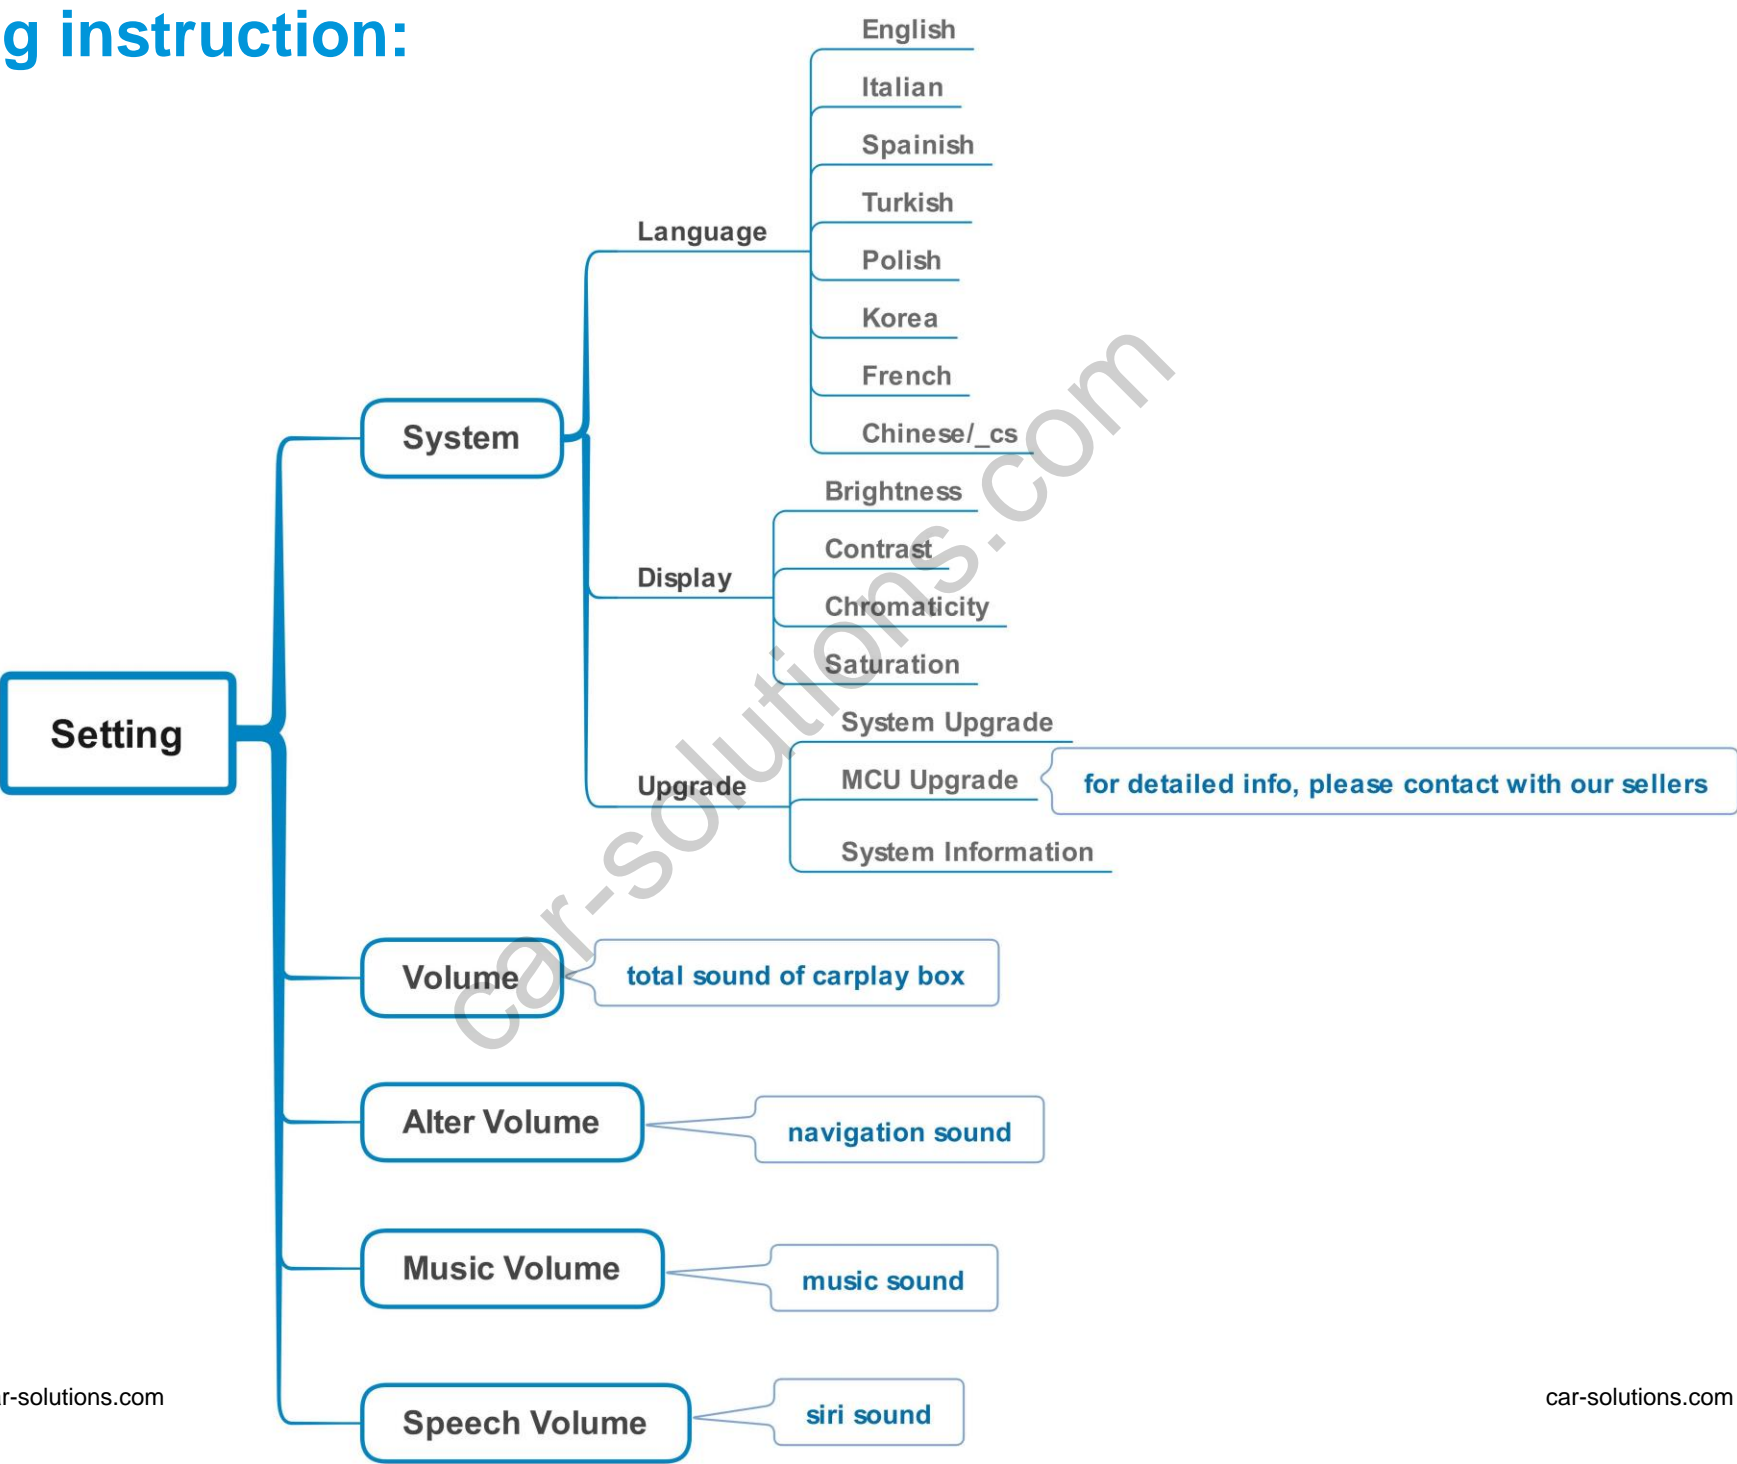 g instruction:
English
Italian
Spainish
Turkish
Language
Polish
Korea
French
Chinese/_cs
System
Brightness
Contrast
Display
Chromaticity
Saturation
Setting
System Upgrade
Upgrade
MCU Upgrade
for detailed info, please contact with our sellers
System Information
Volume
total sound of carplay box
Alter Volume
navigation sound
Music Volume
music sound
Speech Volume
siri sound
car-solutions.com
r-solutions.com
car-solutions.com